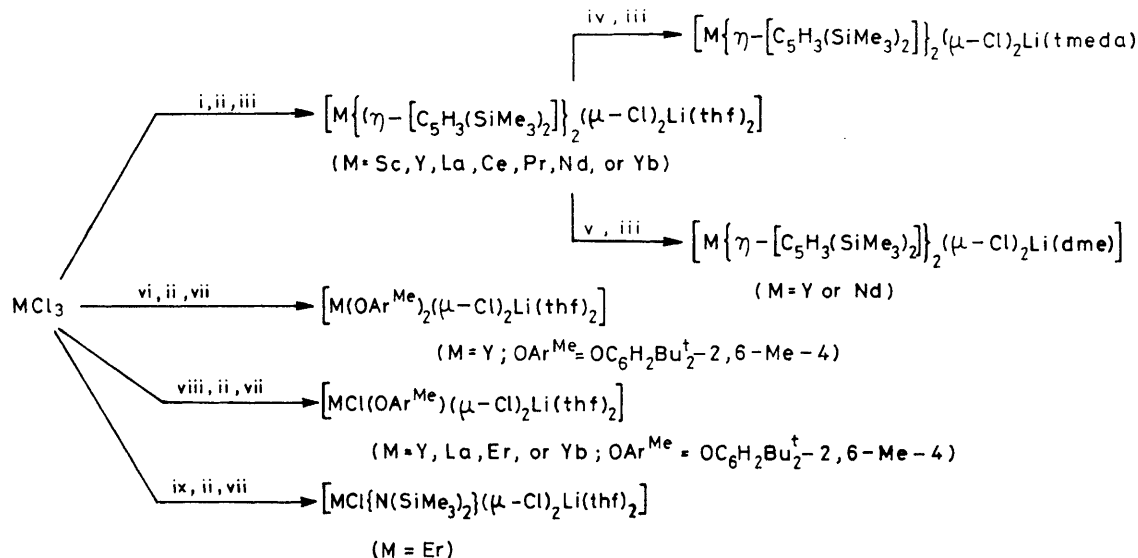 iv, iii
[M{η-[C₅H₃(SiMe₃)₂]}₂(μ-Cl)₂Li(tmeda)]
i, ii, iii
[M{(η-[C₅H₃(SiMe₃)₂]}₂(μ-Cl)₂Li(thf)₂]
(M=Sc, Y, La, Ce, Pr, Nd, or Yb)
v, iii
[M{η-[C₅H₃(SiMe₃)₂]}₂(μ-Cl)₂Li(dme)]
(M=Y or Nd)
MCl₃
vi, ii, vii
[M(OArᴹᵉ)₂(μ-Cl)₂Li(thf)₂]
(M=Y; OArᴹᵉ=OC₆H₂Buᵗ₂-2,6-Me-4)
viii, ii, vii
[MCl(OArᴹᵉ)(μ-Cl)₂Li(thf)₂]
(M=Y, La, Er, or Yb; OArᴹᵉ = OC₆H₂Buᵗ₂-2,6-Me-4)
ix, ii, vii
[MCl{N(SiMe₃)₂}(μ-Cl)₂Li(thf)₂]
(M = Er)